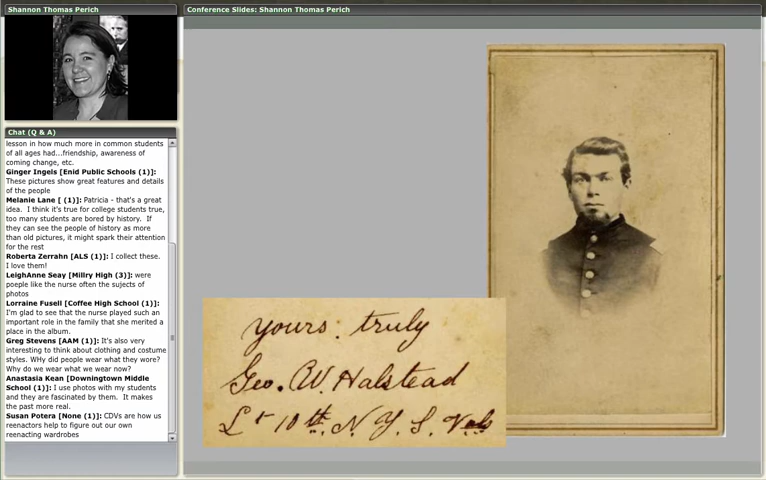 Shannon Thomas Perich
Conference Slides: Shannon Thomas Perich
Chat (Q & A)
lesson in how much more in common students
of all ages had...friendship, awareness of
coming change, etc.
Ginger Ingels [Enid Public Schools (1)]:
These pictures show great features and details
of the people
Melanie Lane [ (1)]: Patricia - that's a great
idea.  I think it's true for college students true,
too many students are bored by history.  If
they can see the people of history as more
than old pictures, it might spark their attention
for the rest
Roberta Zerrahn [ALS (1)]: I collect these.
I love them!
LeighAnne Seay [Millry High (3)]: were
poeple like the nurse often the sujects of
photos
Lorraine Fusell [Coffee High School (1)]:
I'm glad to see that the nurse played such an
important role in the family that she merited a
place in the album.
Greg Stevens [AAM (1)]: It's also very
interesting to think about clothing and costume
styles. WHy did people wear what they wore?
Why do we wear what we wear now?
Anastasia Kean [Downingtown Middle
School (1)]: I use photos with my students
and they are fascinated by them.  It makes
the past more real.
Susan Potera [None (1)]: CDVs are how us
reenactors help to figure out our own
reenacting wardrobes
yours truly
Geo. W. Halstead
Lt 10th N. Y. S. Vols